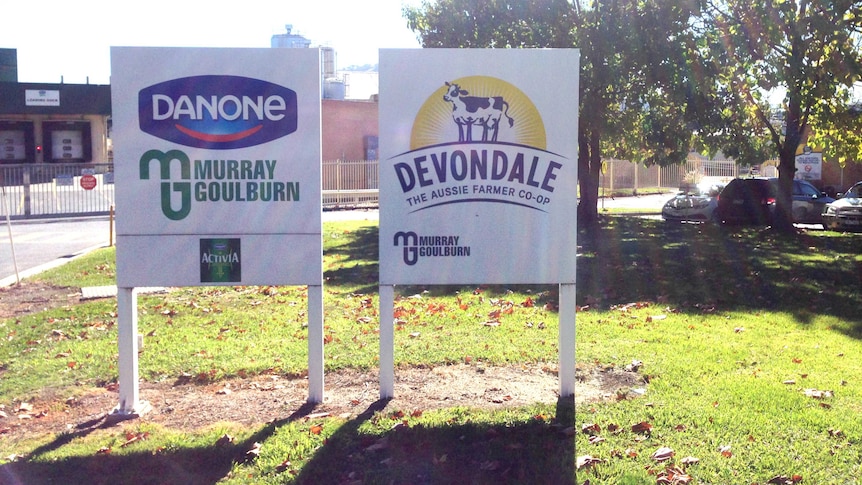 DANONE
MURRAY
GOULBURN
ACTIVIA
DEVONDALE
THE AUSSIE FARMER CO-OP
MURRAY
GOULBURN